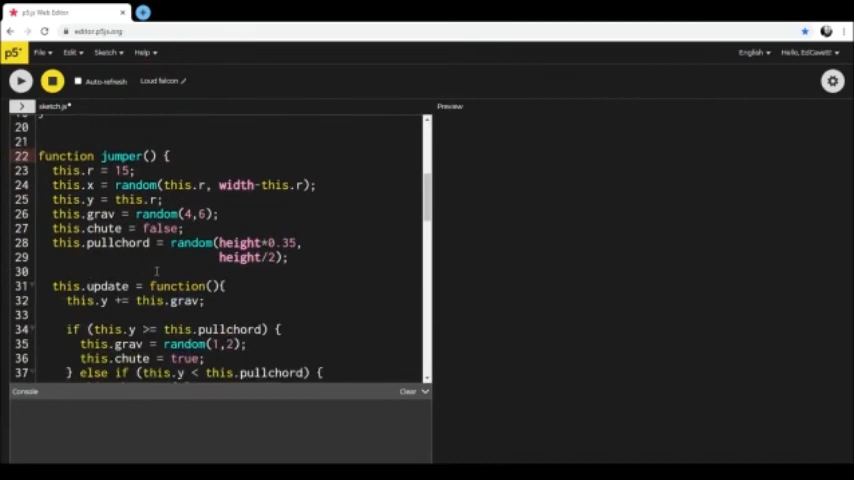 p5.js Web Editor
editor.p5js.org
p5*
File
Edit
Sketch
Help
English
Hello, EdCavett!
Auto-refresh
Loud falcon
sketch.js
Preview
20
21
22 function jumper() {
23 this.r = 15;
24 this.x = random(this.r, width-this.r);
25 this.y = this.r;
26 this.grav = random(4,6);
27 this.chute = false;
28 this.pullchord = random(height*0.35,
29 height/2);
30
31 this.update = function(){
32 this.y += this.grav;
33
34 if (this.y >= this.pullchord) {
35 this.grav = random(1,2);
36 this.chute = true;
37 } else if (this.y < this.pullchord) {
Console
Clear